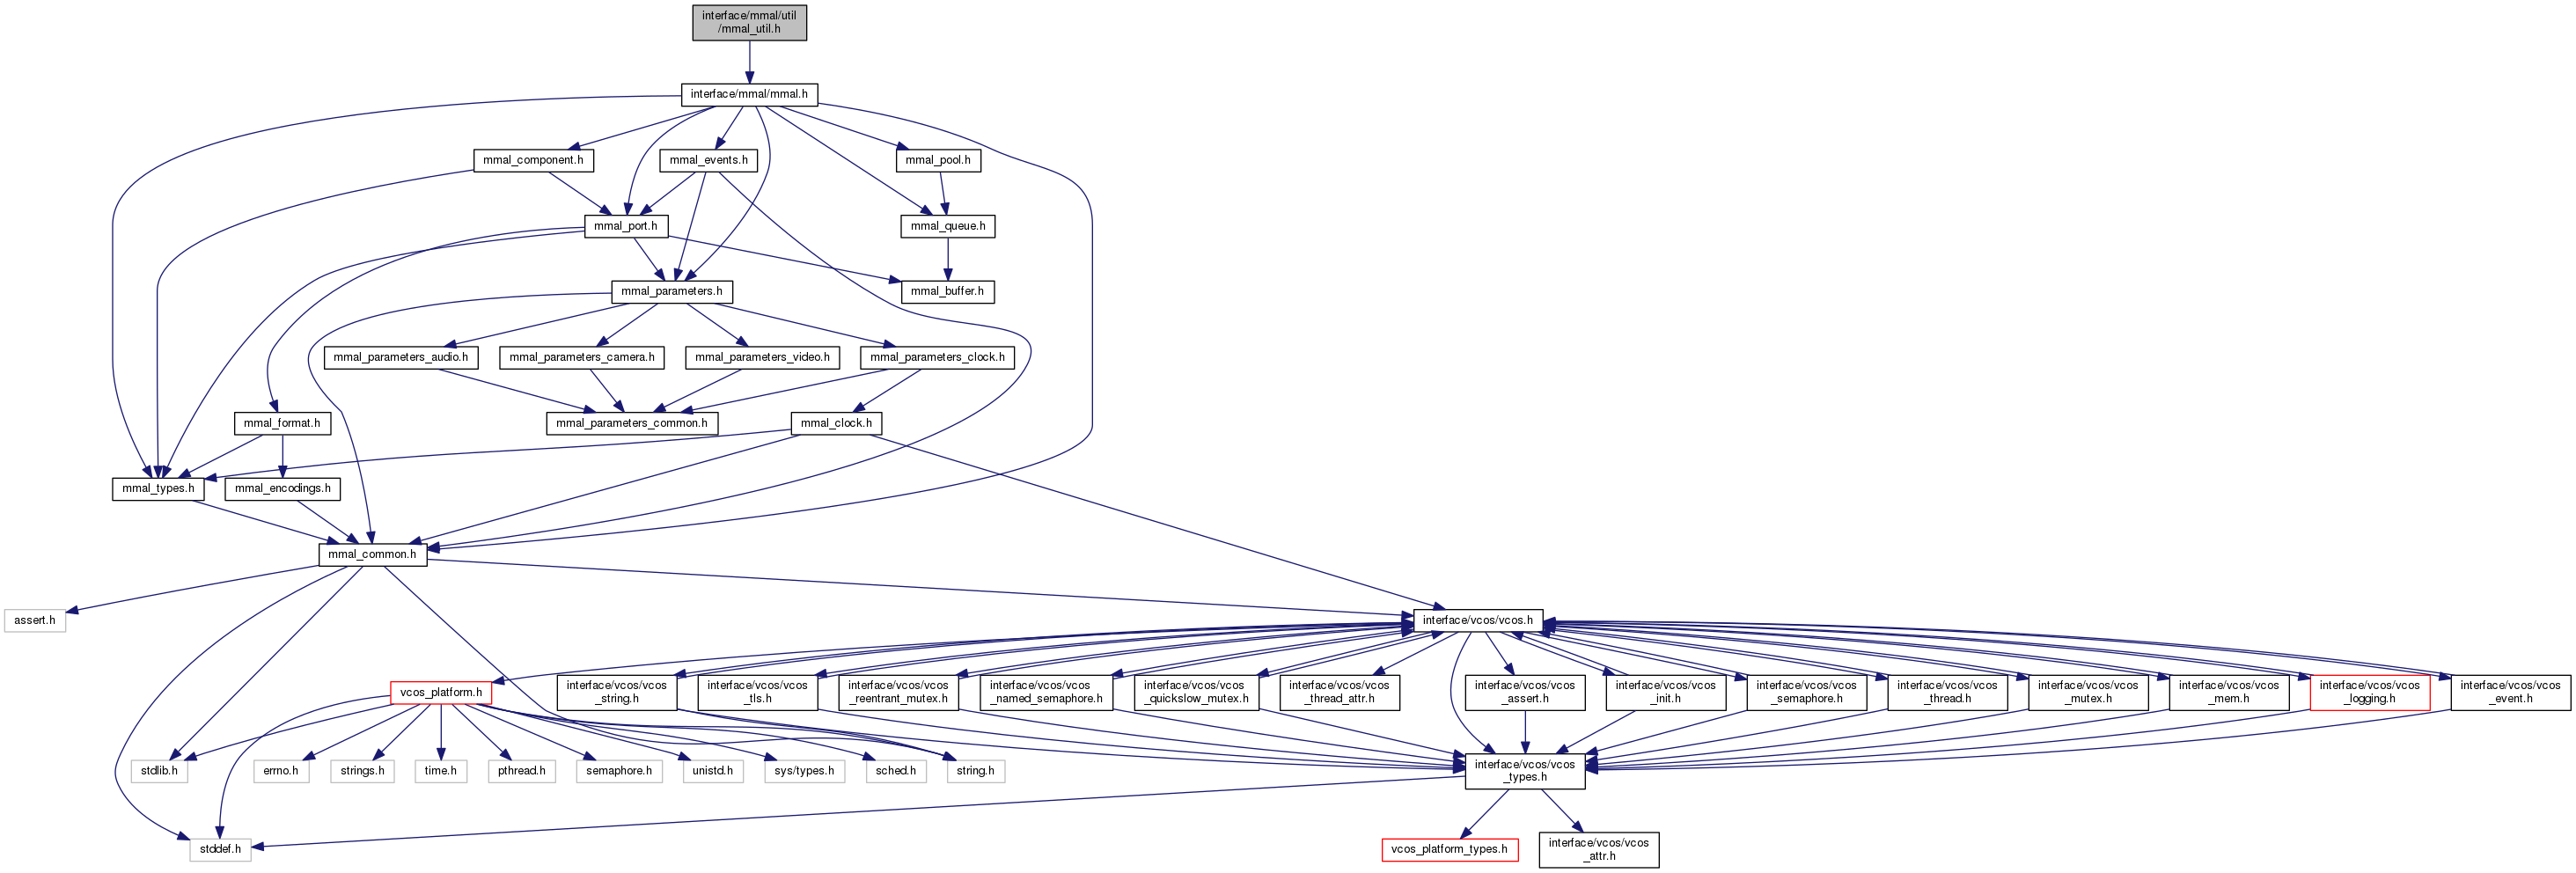 interface/mmal/util
/mmal_util.h
interface/mmal/mmal.h
mmal_component.h
mmal_events.h
mmal_pool.h
mmal_port.h
mmal_queue.h
mmal_parameters.h
mmal_buffer.h
mmal_parameters_audio.h
mmal_parameters_camera.h
mmal_parameters_video.h
mmal_parameters_clock.h
mmal_format.h
mmal_parameters_common.h
mmal_clock.h
mmal_types.h
mmal_encodings.h
mmal_common.h
assert.h
interface/vcos/vcos.h
vcos_platform.h
interface/vcos/vcos
_string.h
interface/vcos/vcos
_tls.h
interface/vcos/vcos
_reentrant_mutex.h
interface/vcos/vcos
_named_semaphore.h
interface/vcos/vcos
_quickslow_mutex.h
interface/vcos/vcos
_thread_attr.h
interface/vcos/vcos
_assert.h
interface/vcos/vcos
_init.h
interface/vcos/vcos
_semaphore.h
interface/vcos/vcos
_thread.h
interface/vcos/vcos
_mutex.h
interface/vcos/vcos
_mem.h
interface/vcos/vcos
_logging.h
interface/vcos/vcos
_event.h
stdlib.h
errno.h
strings.h
time.h
pthread.h
semaphore.h
unistd.h
sys/types.h
sched.h
string.h
interface/vcos/vcos
_types.h
stddef.h
vcos_platform_types.h
interface/vcos/vcos
_attr.h